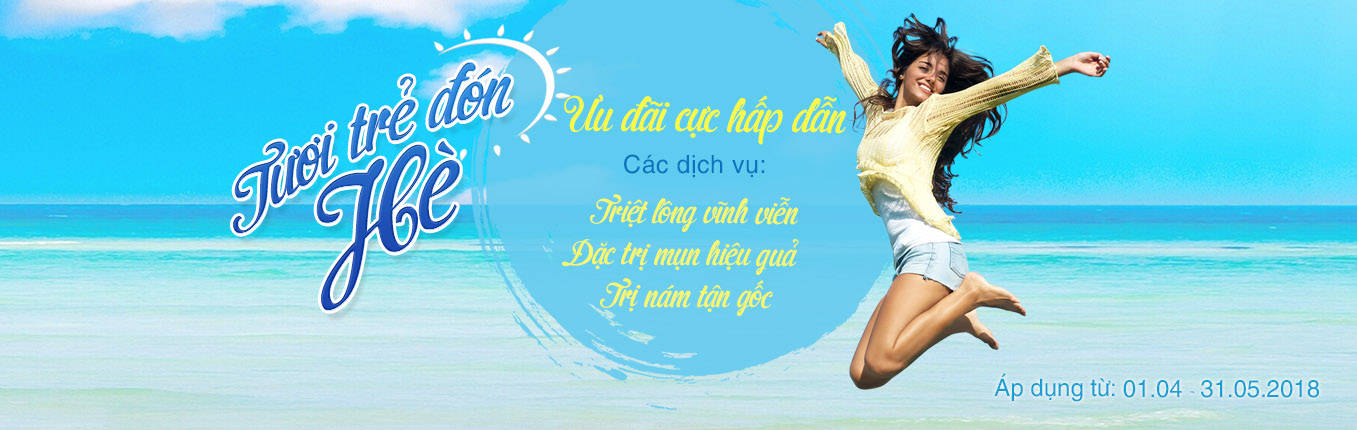 Tươi trẻ đón
Hè
Ưu đãi cực hấp dẫn
Các dịch vụ:
Triệt lông vĩnh viễn
Đặc trị mụn hiệu quả
Trị nám tận gốc
Áp dụng từ: 01.04 - 31.05.2018